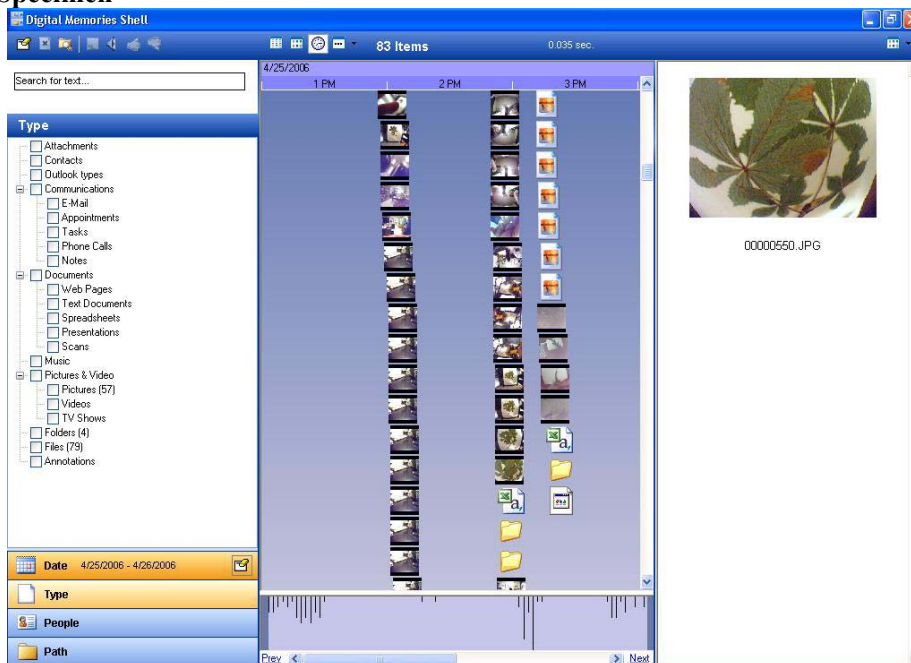 Specimen
Digital Memories Shell
83 Items
0.035 sec.
Search for text...
Type
Attachments
Contacts
Outlook types
Communications
E-Mail
Appointments
Tasks
Phone Calls
Notes
Documents
Web Pages
Text Documents
Spreadsheets
Presentations
Scans
Music
Pictures & Video
Pictures (57)
Videos
TV Shows
Folders (4)
Files (79)
Annotations
Date 4/25/2006 - 4/26/2006
Type
People
Path
4/25/2006
1 PM 2 PM 3 PM
a,
a,
Prev Next
00000550.JPG